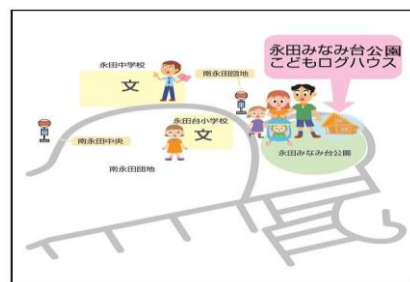 永田みなみ台公園
こどもログハウス
永田中学校
文
南永田団地
永田台小学校
文
南永田中央
南永田団地
永田みなみ台公園